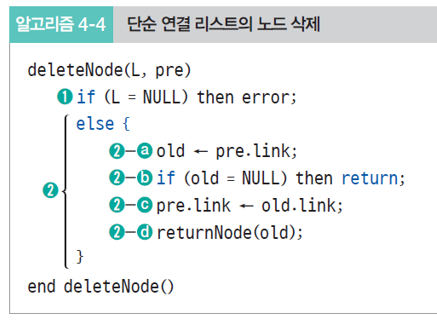 알고리즘 4-4 단순 연결 리스트의 노드 삭제
deleteNode(L, pre)
❶ if (L = NULL) then error;
❷ else {
❷-ⓐ old ← pre.link;
❷-ⓑ if (old = NULL) then return;
❷-ⓒ pre.link ← old.link;
❷-ⓓ returnNode(old);
}
end deleteNode()